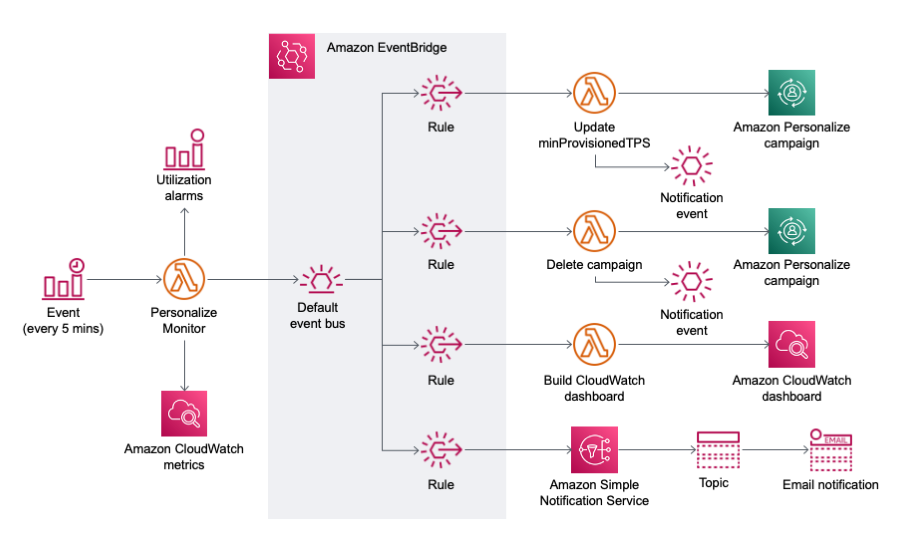 Amazon EventBridge
Rule
Update
minProvisionedTPS
Amazon Personalize
campaign
Utilization
alarms
Notification
event
Rule
Delete campaign
Amazon Personalize
campaign
Event
(every 5 mins)
Personalize
Monitor
Default
event bus
Notification
event
Rule
Build CloudWatch
dashboard
Amazon CloudWatch
dashboard
Amazon CloudWatch
metrics
Rule
Amazon Simple
Notification Service
Topic
EMAIL
Email notification